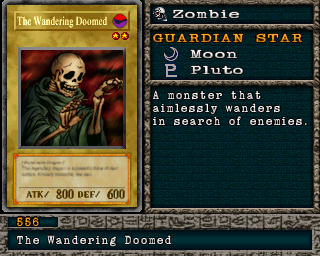 The Wandering Doomed
ATK/ 800 DEF/ 600
Zombie
GUARDIAN STAR
Moon
Pluto
A monster that
aimlessly wanders
in search of enemies.
556
The Wandering Doomed